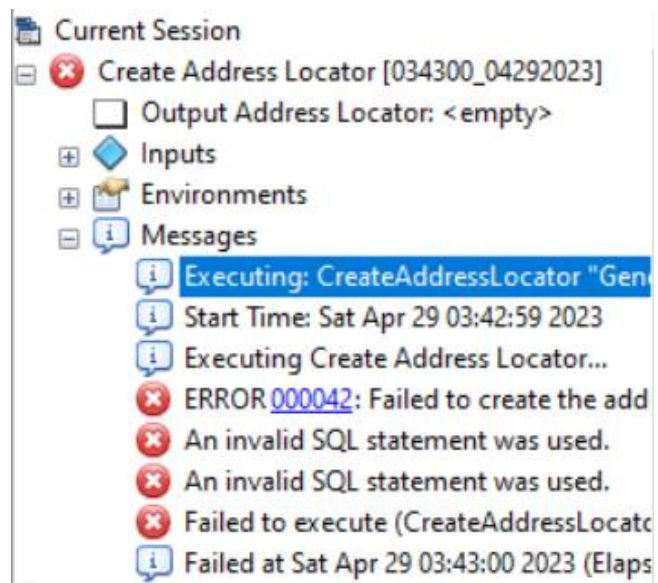 Current Session
Create Address Locator [034300_04292023]
Output Address Locator: <empty>
Inputs
Environments
Messages
Executing: CreateAddressLocator "Gen
Start Time: Sat Apr 29 03:42:59 2023
Executing Create Address Locator...
ERROR 000042: Failed to create the add
An invalid SQL statement was used.
An invalid SQL statement was used.
Failed to execute (CreateAddressLocato
Failed at Sat Apr 29 03:43:00 2023 (Elaps